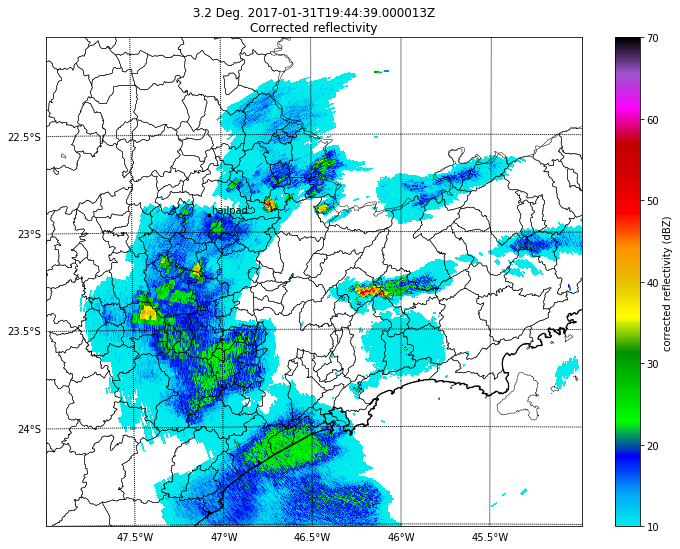 3.2 Deg. 2017-01-31T19:44:39.000013Z
Corrected reflectivity
70
60
50
40
30
20
10
corrected reflectivity (dBZ)
22.5°S
23°S
23.5°S
24°S
hailpad
47.5°W
47°W
46.5°W
46°W
45.5°W